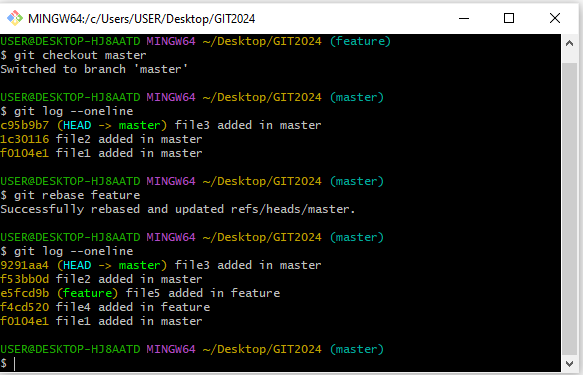 MINGW64:/c/Users/USER/Desktop/GIT2024
USER@DESKTOP-HJ8AATD MINGW64 ~/Desktop/GIT2024 (feature)
$ git checkout master
Switched to branch 'master'
USER@DESKTOP-HJ8AATD MINGW64 ~/Desktop/GIT2024 (master)
$ git log --oneline
c95b9b7 (HEAD -> master) file3 added in master
1c30116 file2 added in master
f0104e1 file1 added in master
USER@DESKTOP-HJ8AATD MINGW64 ~/Desktop/GIT2024 (master)
$ git rebase feature
Successfully rebased and updated refs/heads/master.
USER@DESKTOP-HJ8AATD MINGW64 ~/Desktop/GIT2024 (master)
$ git log --oneline
9291aa4 (HEAD -> master) file3 added in master
f53bb0d file2 added in master
e5fcd9b (feature) file5 added in feature
f4cd520 file4 added in feature
f0104e1 file1 added in master
USER@DESKTOP-HJ8AATD MINGW64 ~/Desktop/GIT2024 (master)
$